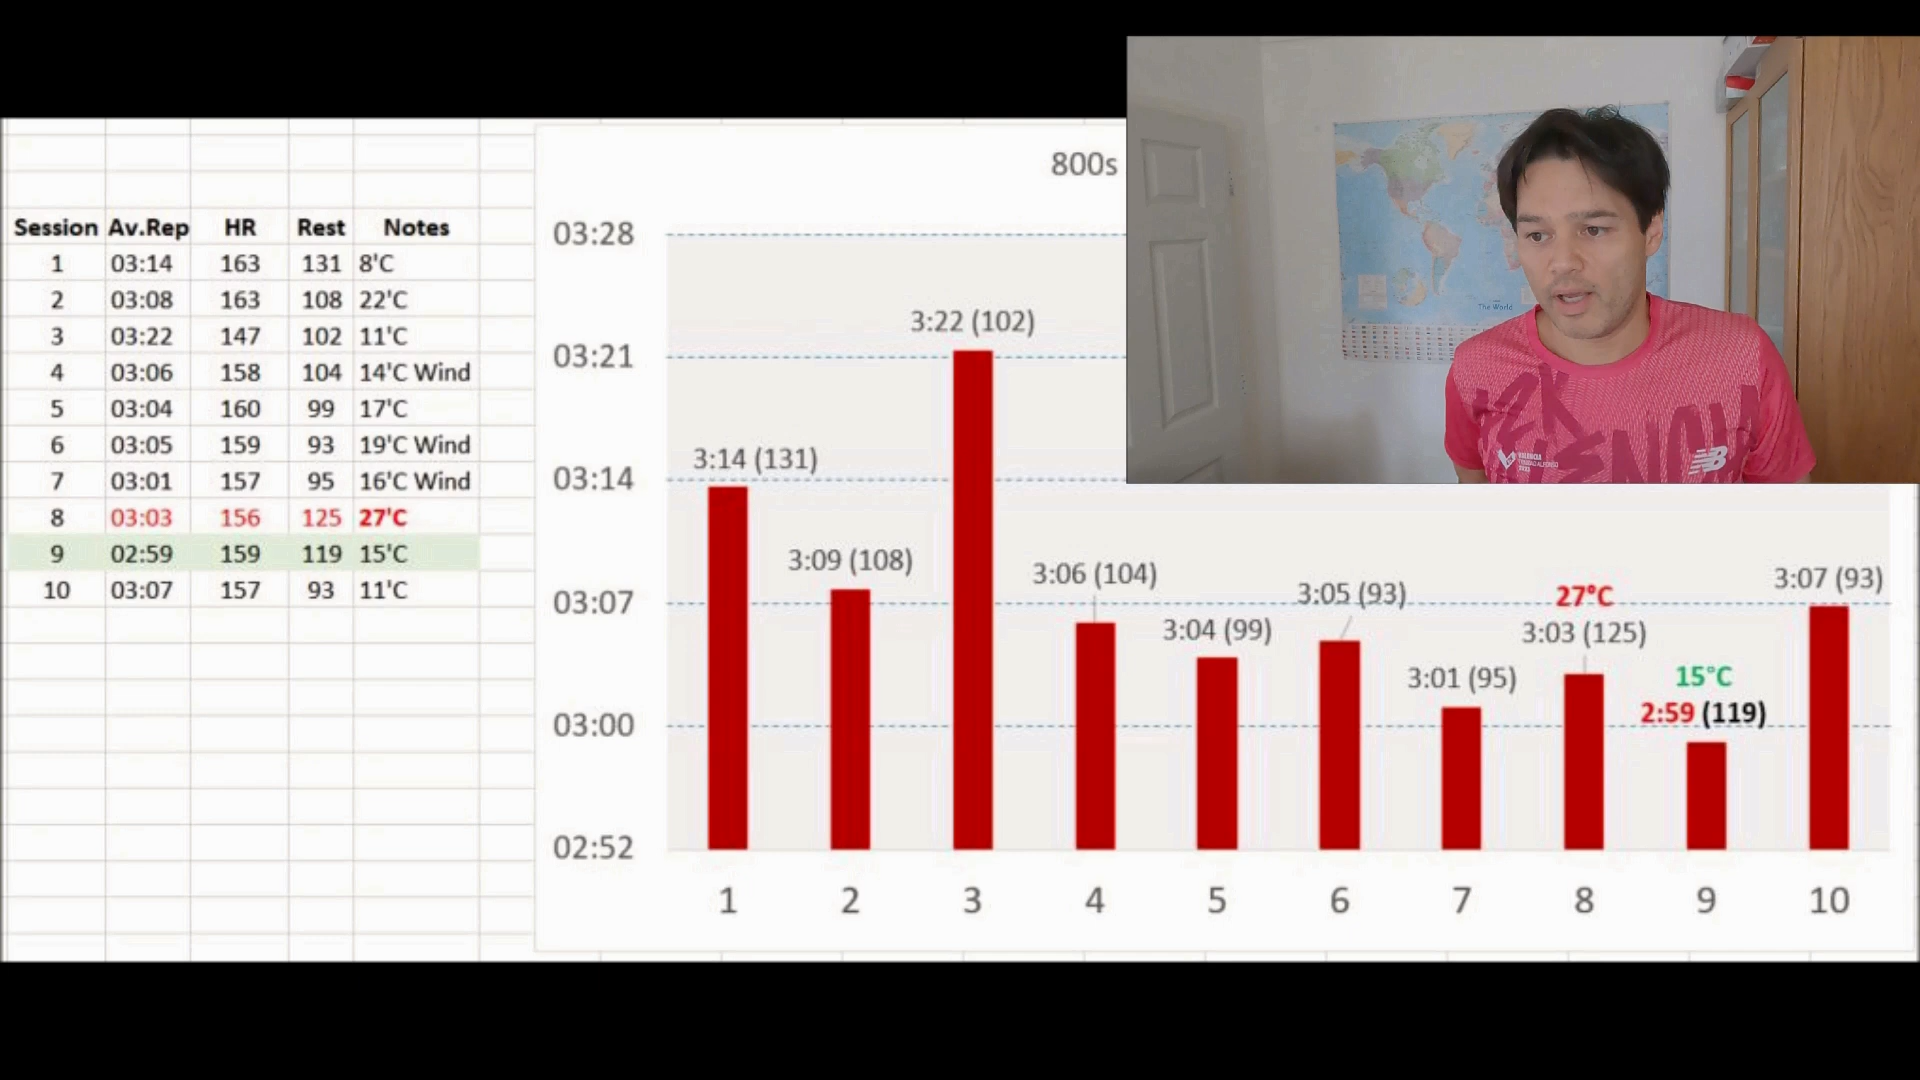 Session Av.Rep HR Rest Notes
1 03:14 163 131 8'C
2 03:08 163 108 22'C
3 03:22 147 102 11'C
4 03:06 158 104 14'C Wind
5 03:04 160 99 17'C
6 03:05 159 93 19'C Wind
7 03:01 157 95 16'C Wind
8 03:03 156 125 27'C
9 02:59 159 119 15'C
10 03:07 157 93 11'C
800s
03:28
03:21
03:14
03:07
03:00
02:52
3:14 (131)
3:09 (108)
3:22 (102)
3:06 (104)
3:04 (99)
3:05 (93)
3:01 (95)
27°C
3:03 (125)
15°C
2:59 (119)
3:07 (93)
1 2 3 4 5 6 7 8 9 10
The World